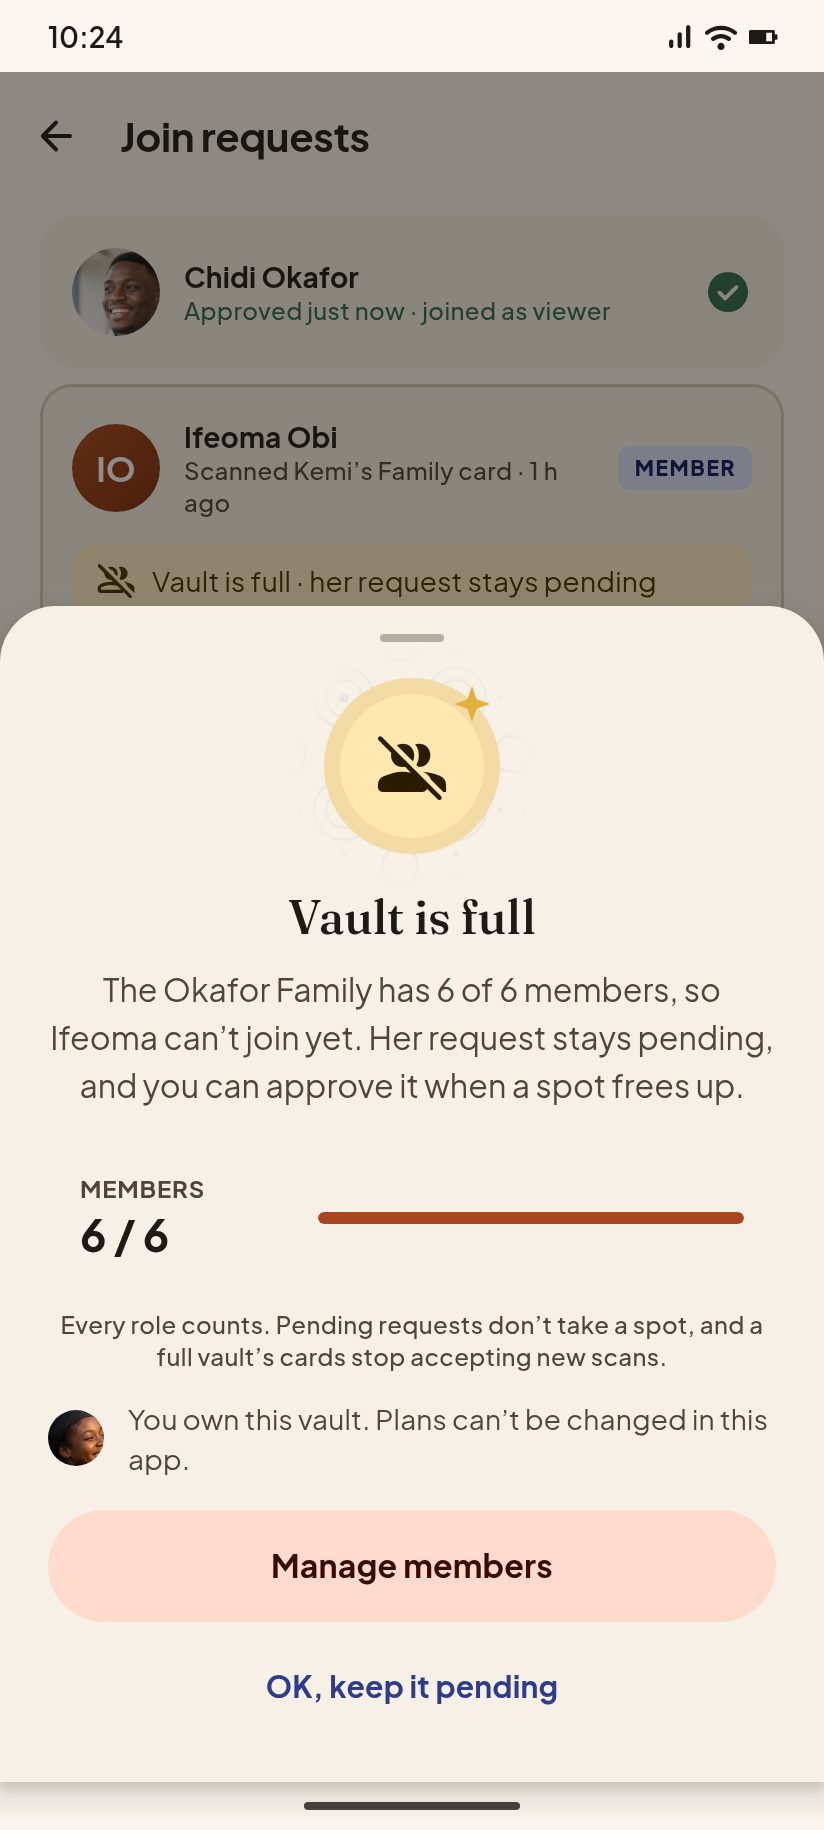 10:24
Join requests
Chidi Okafor
Approved just now · joined as viewer
IO
Ifeoma Obi
Scanned Kemi’s Family card · 1 h
ago
MEMBER
Vault is full · her request stays pending
Vault is full
The Okafor Family has 6 of 6 members, so
Ifeoma can’t join yet. Her request stays pending,
and you can approve it when a spot frees up.
MEMBERS
6 / 6
Every role counts. Pending requests don’t take a spot, and a
full vault’s cards stop accepting new scans.
You own this vault. Plans can’t be changed in this
app.
Manage members
OK, keep it pending